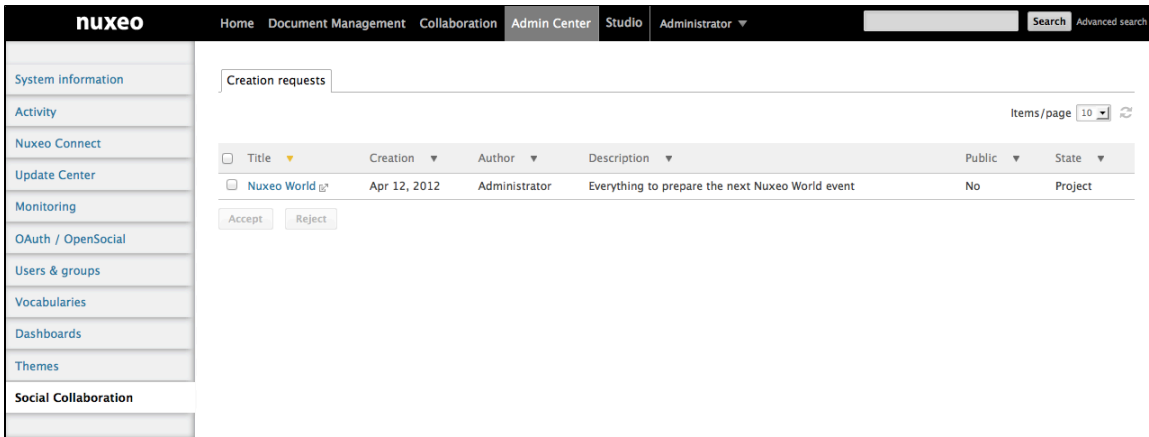 nuxeo
Home Document Management Collaboration Admin Center Studio Administrator Search Advanced search
System information
Activity
Nuxeo Connect
Update Center
Monitoring
OAuth / OpenSocial
Users & groups
Vocabularies
Dashboards
Themes
Social Collaboration
Creation requests
Items/page 10
Title Creation Author Description Public State
Nuxeo World Apr 12, 2012 Administrator Everything to prepare the next Nuxeo World event No Project
Accept Reject